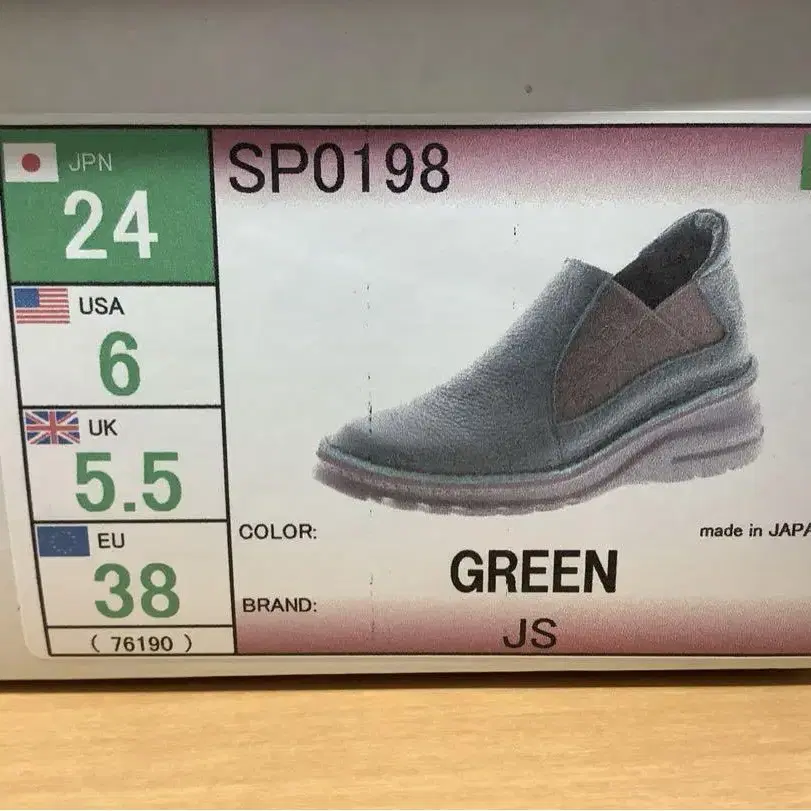 JPN
24
USA
6
UK
5.5
EU
38
( 76190 )
SP0198
COLOR:
made in JAPA
GREEN
BRAND:
JS